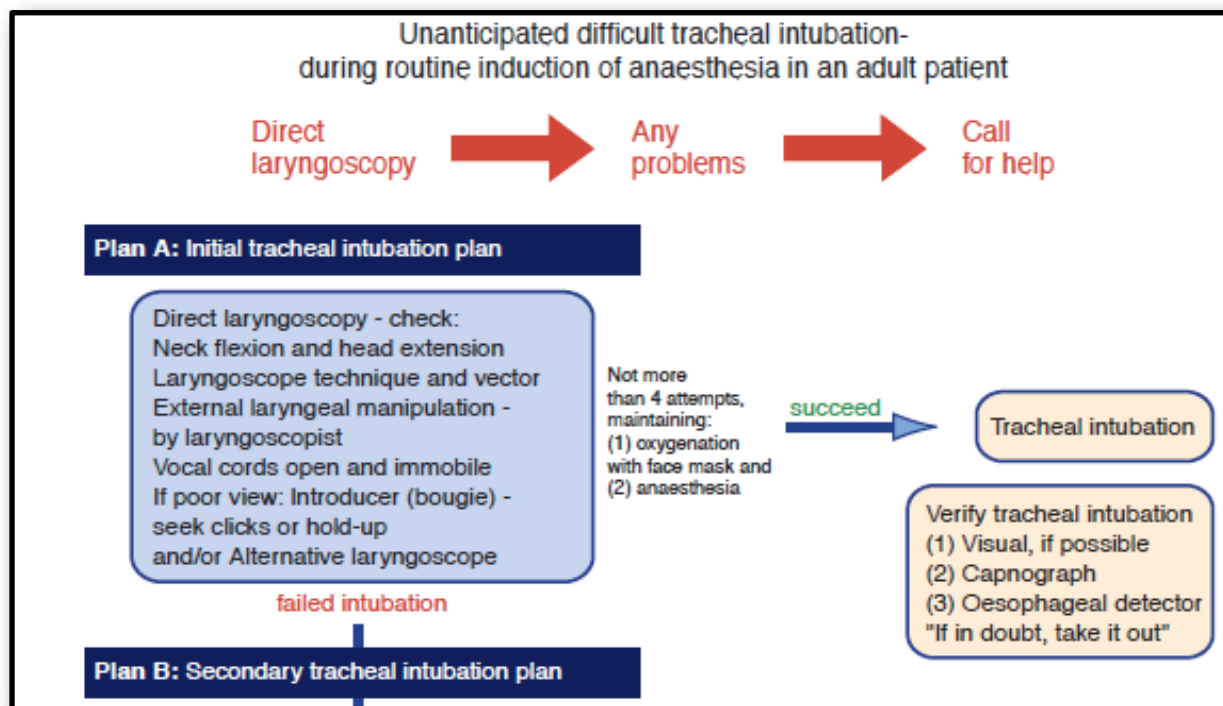 Unanticipated difficult tracheal intubation-
during routine induction of anaesthesia in an adult patient
Direct
laryngoscopy
Any
problems
Call
for help
Plan A: Initial tracheal intubation plan
Direct laryngoscopy - check:
Neck flexion and head extension
Laryngoscope technique and vector
External laryngeal manipulation -
by laryngoscopist
Vocal cords open and immobile
If poor view: Introducer (bougie) -
seek clicks or hold-up
and/or Alternative laryngoscope
Not more
than 4 attempts,
maintaining:
(1) oxygenation
with face mask and
(2) anaesthesia
succeed
Tracheal intubation
Verify tracheal intubation
(1) Visual, if possible
(2) Capnograph
(3) Oesophageal detector
"If in doubt, take it out"
failed intubation
Plan B: Secondary tracheal intubation plan